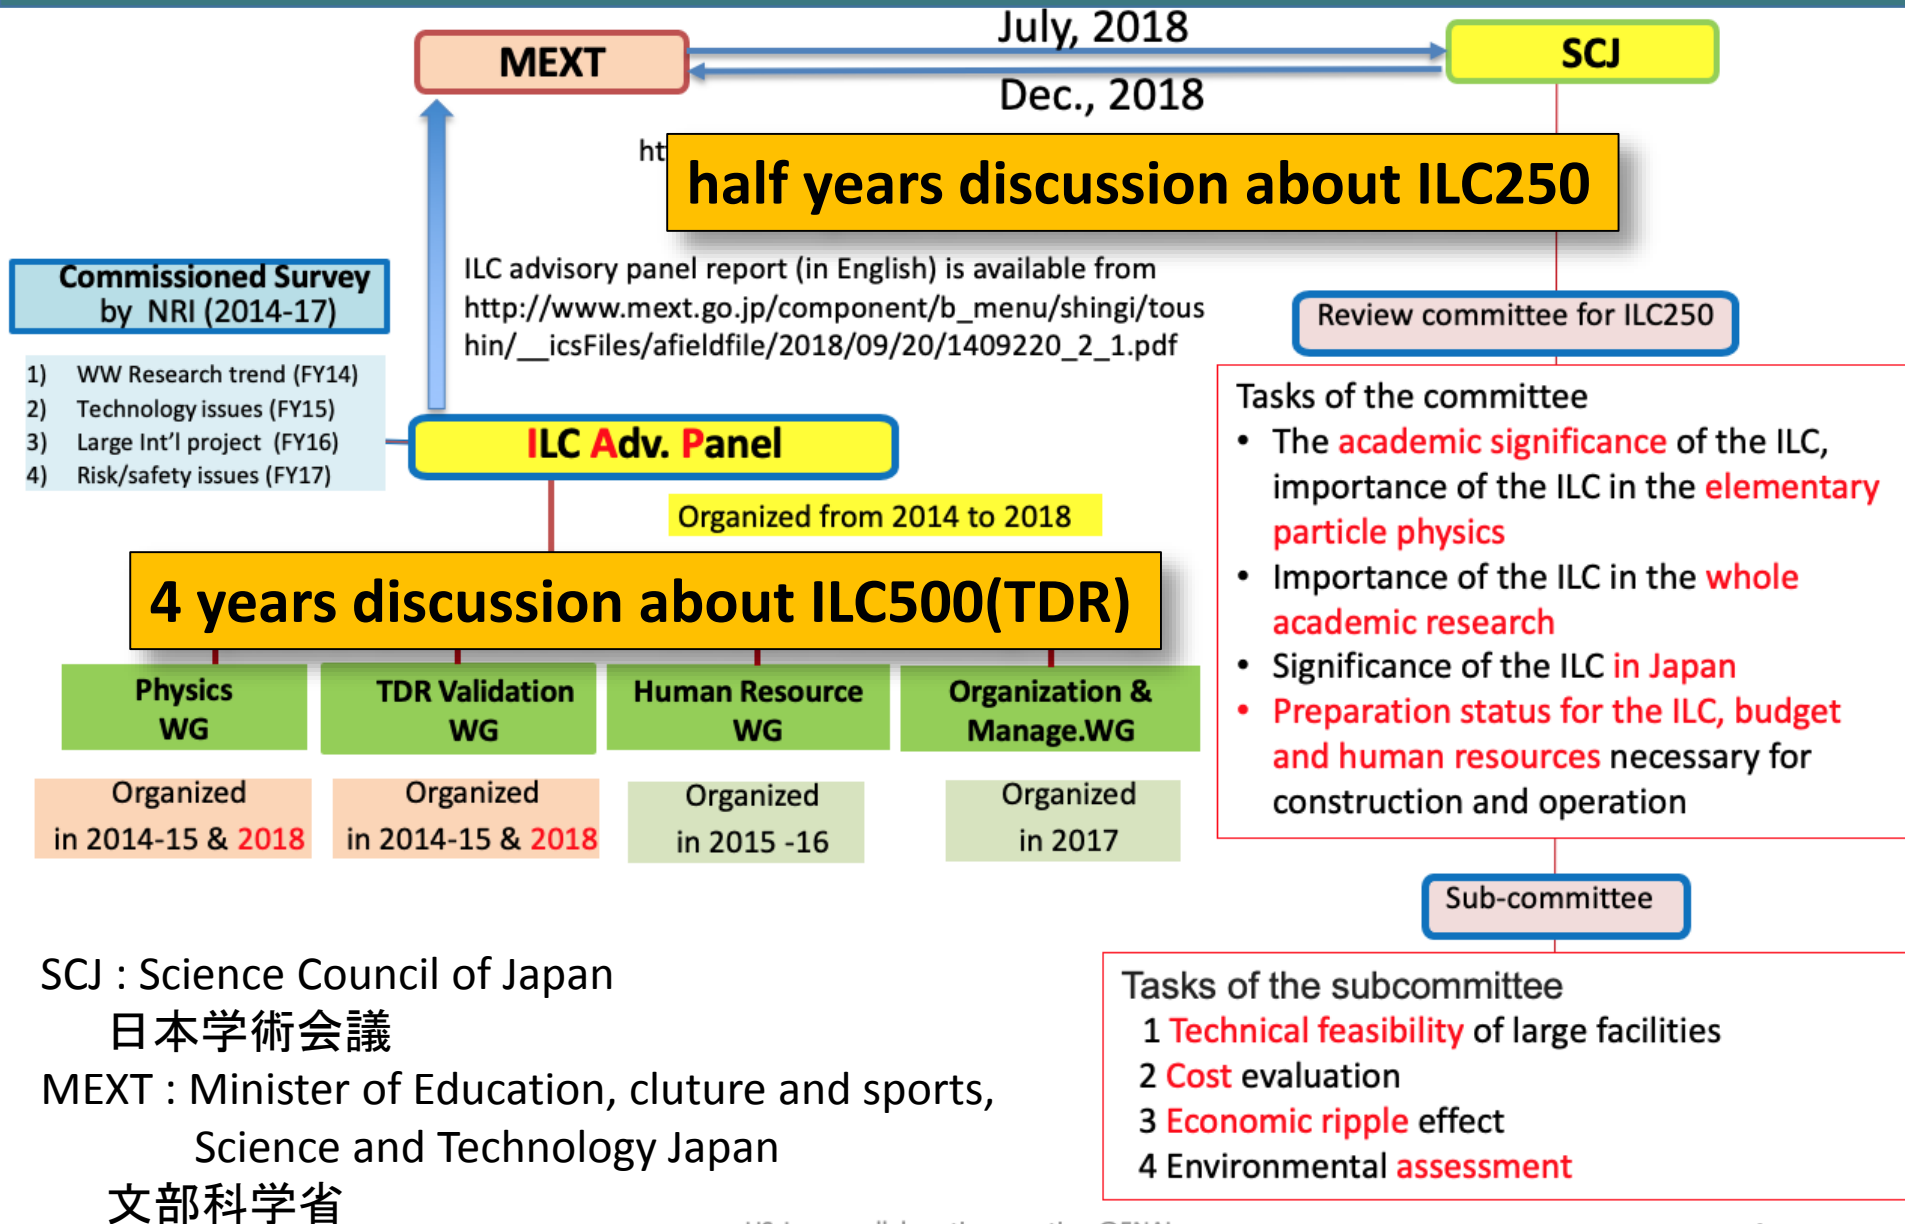 MEXT
July, 2018
SCJ
Dec., 2018
ht
half years discussion about ILC250
Commissioned Survey
by NRI (2014-17)
ILC advisory panel report (in English) is available from
http://www.mext.go.jp/component/b_menu/shingi/tous
hin/__icsFiles/afieldfile/2018/09/20/1409220_2_1.pdf
Review committee for ILC250
1) WW Research trend (FY14)
2) Technology issues (FY15)
3) Large Int'l project (FY16)
4) Risk/safety issues (FY17)
ILC Adv. Panel
Organized from 2014 to 2018
4 years discussion about ILC500(TDR)
Physics
WG
TDR Validation
WG
Human Resource
WG
Organization &
Manage.WG
Organized
in 2014-15 & 2018
Organized
in 2014-15 & 2018
Organized
in 2015 -16
Organized
in 2017
Tasks of the committee
• The academic significance of the ILC,
importance of the ILC in the elementary
particle physics
• Importance of the ILC in the whole
academic research
• Significance of the ILC in Japan
• Preparation status for the ILC, budget
and human resources necessary for
construction and operation
Sub-committee
Tasks of the subcommittee
1 Technical feasibility of large facilities
2 Cost evaluation
3 Economic ripple effect
4 Environmental assessment
SCJ : Science Council of Japan
日本学術会議
MEXT : Minister of Education, cluture and sports,
Science and Technology Japan
文部科学省